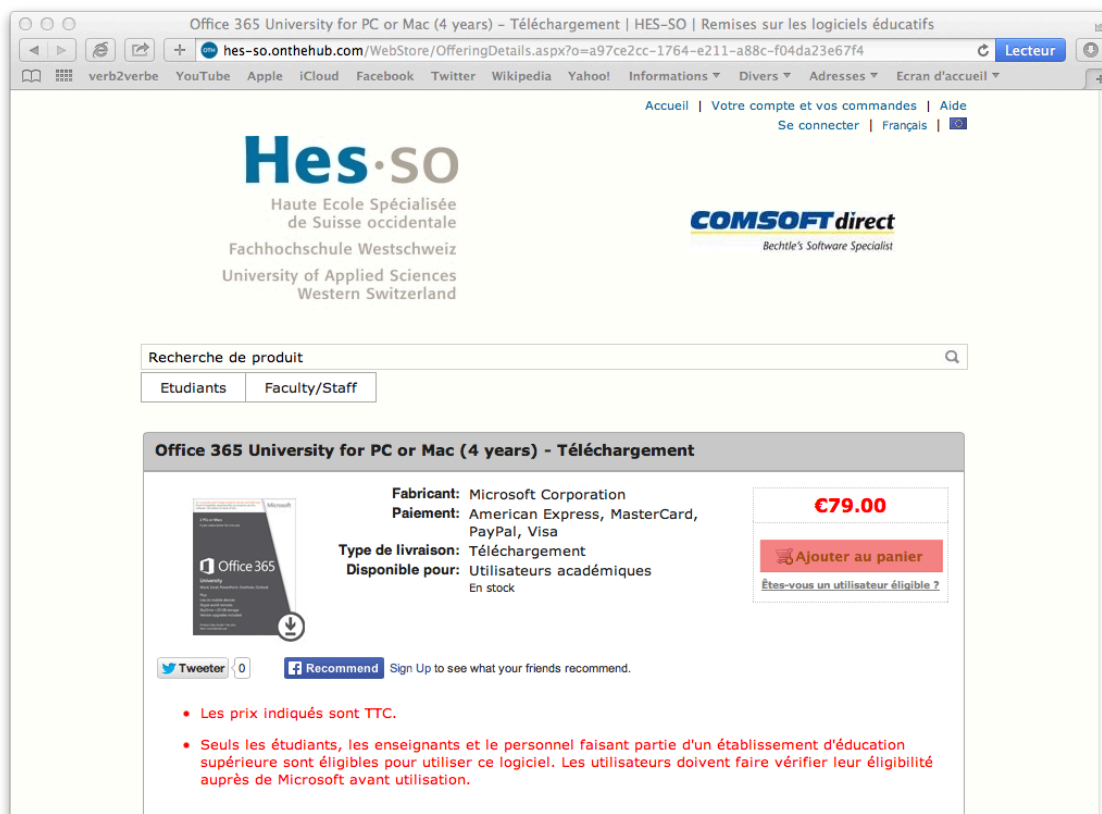 Office 365 University for PC or Mac (4 years) – Téléchargement | HES–SO | Remises sur les logiciels éducatifs
hes-so.onthehub.com/WebStore/OfferingDetails.aspx?o=a97ce2cc-1764-e211-a88c-f04da23e67f4
Lecteur
verb2verbe YouTube Apple iCloud Facebook Twitter Wikipedia Yahoo! Informations ▼ Divers ▼ Adresses ▼ Ecran d'accueil ▼
Accueil | Votre compte et vos commandes | Aide
Se connecter | Français |
Hes·so
Haute Ecole Spécialisée
de Suisse occidentale
Fachhochschule Westschweiz
University of Applied Sciences
Western Switzerland
COMSOFT direct
Bechtle's Software Specialist
Recherche de produit
Etudiants Faculty/Staff
Office 365 University for PC or Mac (4 years) - Téléchargement
Microsoft
Office 365
University
Fabricant: Microsoft Corporation
Paiement: American Express, MasterCard,
PayPal, Visa
Type de livraison: Téléchargement
Disponible pour: Utilisateurs académiques
En stock
€79.00
Ajouter au panier
Êtes-vous un utilisateur éligible ?
Tweeter 0 Recommend Sign Up to see what your friends recommend.
• Les prix indiqués sont TTC.
• Seuls les étudiants, les enseignants et le personnel faisant partie d'un établissement d'éducation
supérieure sont éligibles pour utiliser ce logiciel. Les utilisateurs doivent faire vérifier leur éligibilité
auprès de Microsoft avant utilisation.